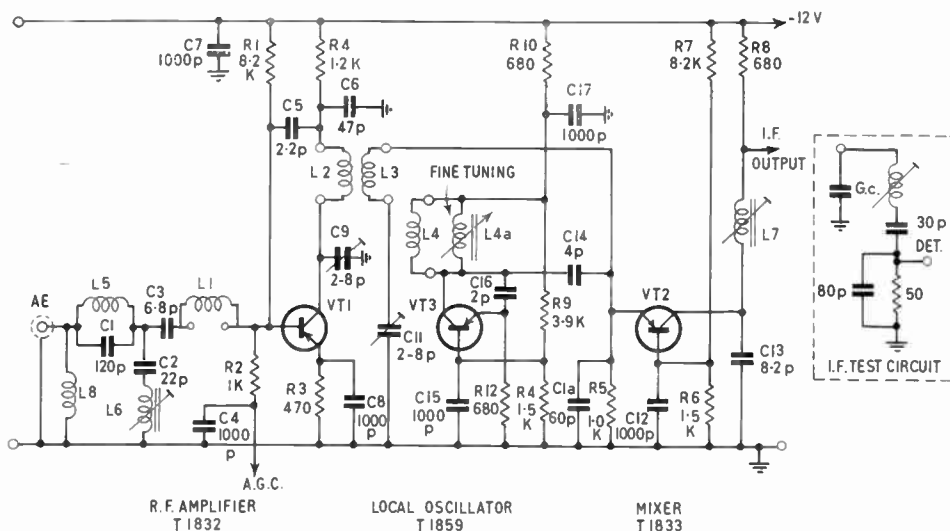 -12 V
C7
1000p
R1
8·2
K
R4
1·2K
C6
47p
C5
2·2p
R10
680
C17
1000p
R7
8·2K
R8
680
I.F.
OUTPUT
L2
L3
FINE TUNING
L4
L4a
C14
4p
L7
C9
2-8p
C16
2p
VT1
VT3
VT2
R9
3·9K
AE
L5
C3
6·8p
L1
C1
120p
C2
22p
L8
L6
R2
1K
C4
1000
p
R3
470
C8
1000
p
C11
2-8p
C15
1000
p
R12
680
R4
1·5
K
C1a
60p
R5
1·0
K
C12
1000p
R6
1·5
K
C13
8·2p
A.G.C.
G.c.
30p
DET.
80p
50
I.F. TEST CIRCUIT
R.F. AMPLIFIER
T1832
LOCAL OSCILLATOR
T1859
MIXER
T1833